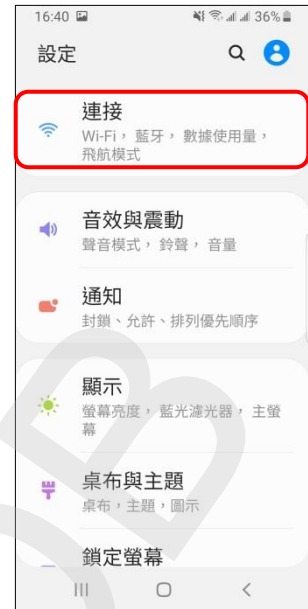 16:40 36%
設定
連接
Wi-Fi， 藍牙， 數據使用量，
飛航模式
音效與震動
聲音模式， 鈴聲， 音量
通知
封鎖、允許、排列優先順序
顯示
螢幕亮度， 藍光濾光器， 主螢
幕
桌布與主題
桌布，主題，圖示
鎖定螢幕